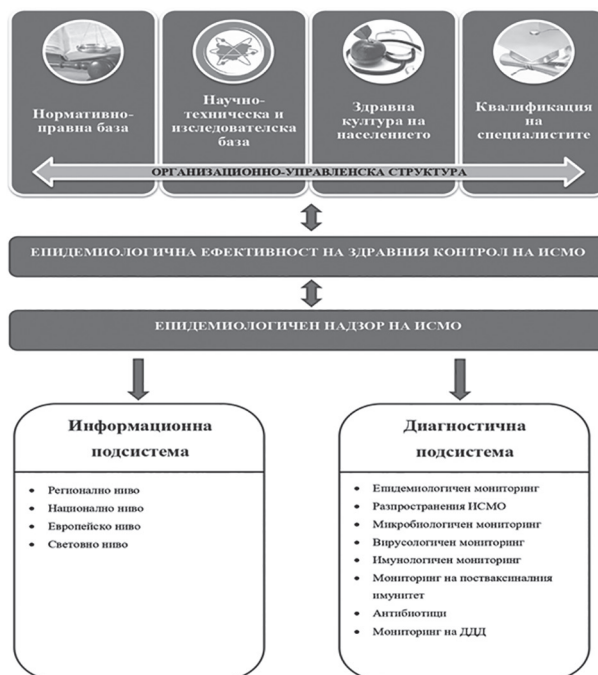 Нормативно-
правна база
Научно-
техническа и
изследователска
база
Здравна
култура на
населението
Квалификация
на
специалистите
ОРГАНИЗАЦИОННО-УПРАВЛЕНСКА СТРУКТУРА
ЕПИДЕМИОЛОГИЧНА ЕФЕКТИВНОСТ НА ЗДРАВНИЯ КОНТРОЛ НА ИСМО
ЕПИДЕМИОЛОГИЧЕН НАДЗОР НА ИСМО
Информационна
подсистема
• Регионално ниво
• Национално ниво
• Европейско ниво
• Световно ниво
Диагностична
подсистема
• Епидемиологичен мониторинг
• Разпространения ИСМО
• Микробиологичен мониторинг
• Вирусологичен мониторинг
• Имунологичен мониторинг
• Мониторинг на постваксиналния
имунитет
• Антибиотици
• Мониторинг на ДДД